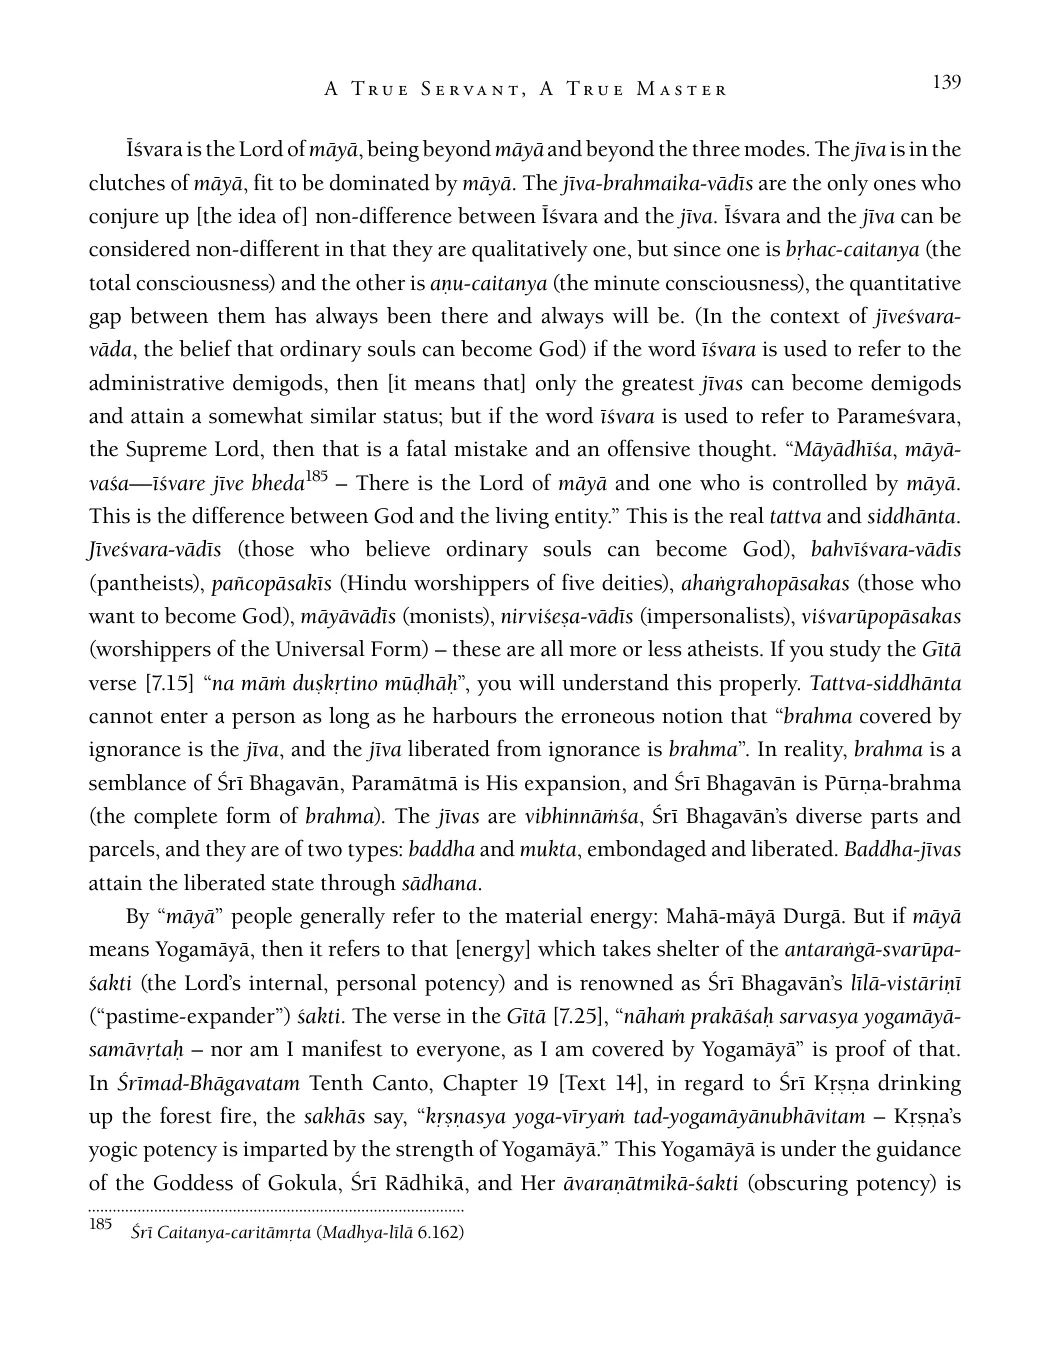 A True Servant, A True Master
139
Īśvara is the Lord of māyā, being beyond māyā and beyond the three modes. The jīva is in the
clutches of māyā, fit to be dominated by māyā. The jīva-brahmaika-vādīs are the only ones who
conjure up [the idea of] non-difference between Īśvara and the jīva. Īśvara and the jīva can be
considered non-different in that they are qualitatively one, but since one is bṛhac-caitanya (the
total consciousness) and the other is aṇu-caitanya (the minute consciousness), the quantitative
gap between them has always been there and always will be. (In the context of jīveśvara-
vāda, the belief that ordinary souls can become God) if the word īśvara is used to refer to the
administrative demigods, then [it means that] only the greatest jīvas can become demigods
and attain a somewhat similar status; but if the word īśvara is used to refer to Parameśvara,
the Supreme Lord, then that is a fatal mistake and an offensive thought. “Māyādhīśa, māyā-
vaśa—īśvare jīve bheda185 – There is the Lord of māyā and one who is controlled by māyā.
This is the difference between God and the living entity.” This is the real tattva and siddhānta.
Jīveśvara-vādīs (those who believe ordinary souls can become God), bahvīśvara-vādīs
(pantheists), pañcopāsakīs (Hindu worshippers of five deities), ahaṅgrahopāsakas (those who
want to become God), māyāvādīs (monists), nirviśeṣa-vādīs (impersonalists), viśvarūpopāsakas
(worshippers of the Universal Form) – these are all more or less atheists. If you study the Gītā
verse [7.15] “na māṁ duṣkṛtino mūḍhāḥ”, you will understand this properly. Tattva-siddhānta
cannot enter a person as long as he harbours the erroneous notion that “brahma covered by
ignorance is the jīva, and the jīva liberated from ignorance is brahma”. In reality, brahma is a
semblance of Śrī Bhagavān, Paramātmā is His expansion, and Śrī Bhagavān is Pūrṇa-brahma
(the complete form of brahma). The jīvas are vibhinnāṁśa, Śrī Bhagavān’s diverse parts and
parcels, and they are of two types: baddha and mukta, embondaged and liberated. Baddha-jīvas
attain the liberated state through sādhana.
By “māyā” people generally refer to the material energy: Mahā-māyā Durgā. But if māyā
means Yogamāyā, then it refers to that [energy] which takes shelter of the antaraṅgā-svarūpa-
śakti (the Lord’s internal, personal potency) and is renowned as Śrī Bhagavān’s līlā-vistāriṇī
(“pastime-expander”) śakti. The verse in the Gītā [7.25], “nāhaṁ prakāśaḥ sarvasya yogamāyā-
samāvṛtaḥ – nor am I manifest to everyone, as I am covered by Yogamāyā” is proof of that.
In Śrīmad-Bhāgavatam Tenth Canto, Chapter 19 [Text 14], in regard to Śrī Kṛṣṇa drinking
up the forest fire, the sakhās say, “kṛṣṇasya yoga-vīryaṁ tad-yogamāyānubhāvitam – Kṛṣṇa’s
yogic potency is imparted by the strength of Yogamāyā.” This Yogamāyā is under the guidance
of the Goddess of Gokula, Śrī Rādhikā, and Her āvaraṇātmikā-śakti (obscuring potency) is
185 Śrī Caitanya-caritāmṛta (Madhya-līlā 6.162)